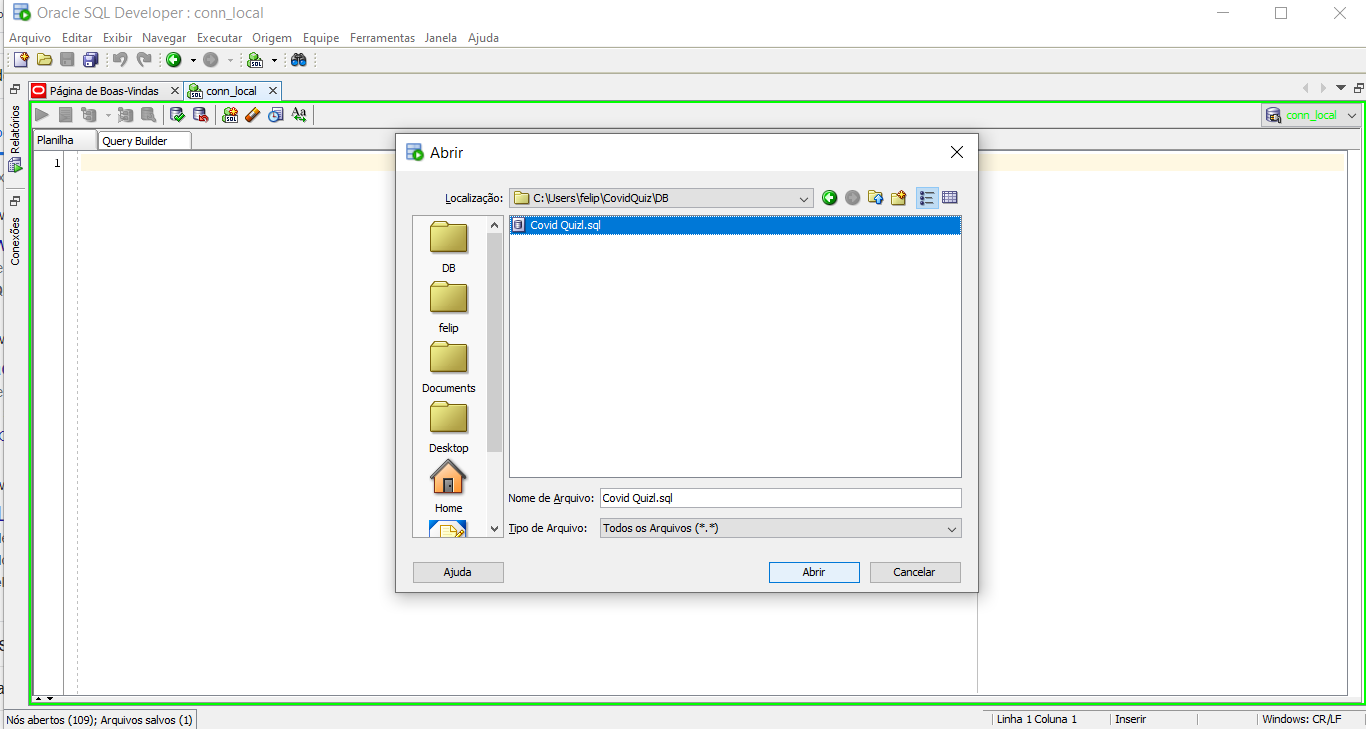 Oracle SQL Developer : conn_local
Arquivo Editar Exibir Navegar Executar Origem Equipe Ferramentas Janela Ajuda
Página de Boas-Vindas conn_local
conn_local
Relatórios
Conexões
Planilha Query Builder
1
Abrir
Localização: C:\Users\felip\CovidQuiz\DB
Covid Quizl.sql
DB
felip
Documents
Desktop
Home
Nome de Arquivo: Covid Quizl.sql
Tipo de Arquivo: Todos os Arquivos (*.*)
Ajuda Abrir Cancelar
Nós abertos (109); Arquivos salvos (1) Linha 1 Coluna 1 Inserir Windows: CR/LF